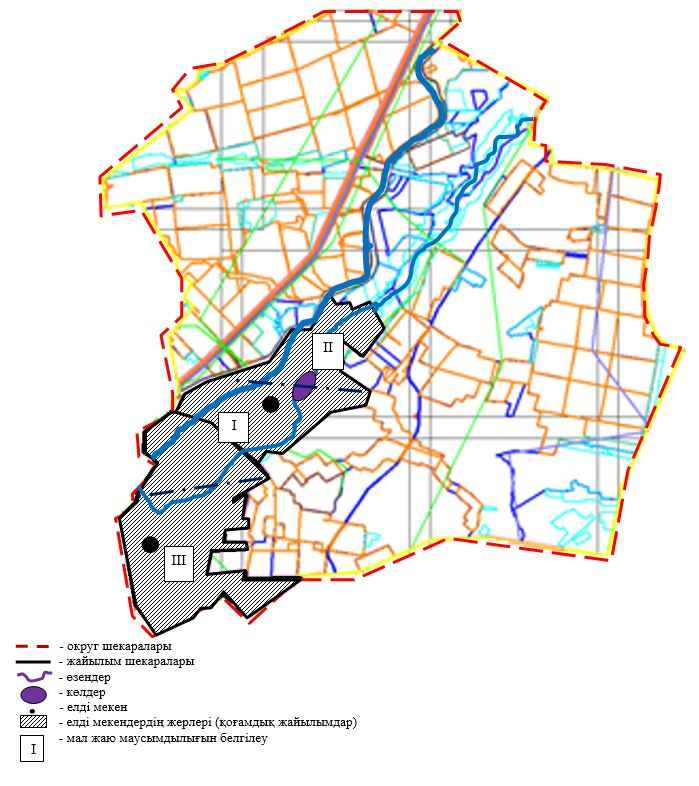 II
I
III
- округ шекаралары
- жайылым шекаралары
- өзендер
- көлдер
- елді мекен
- елді мекендердің жерлері (қоғамдық жайылымдар)
I - мал жаю маусымдылығын белгілеу